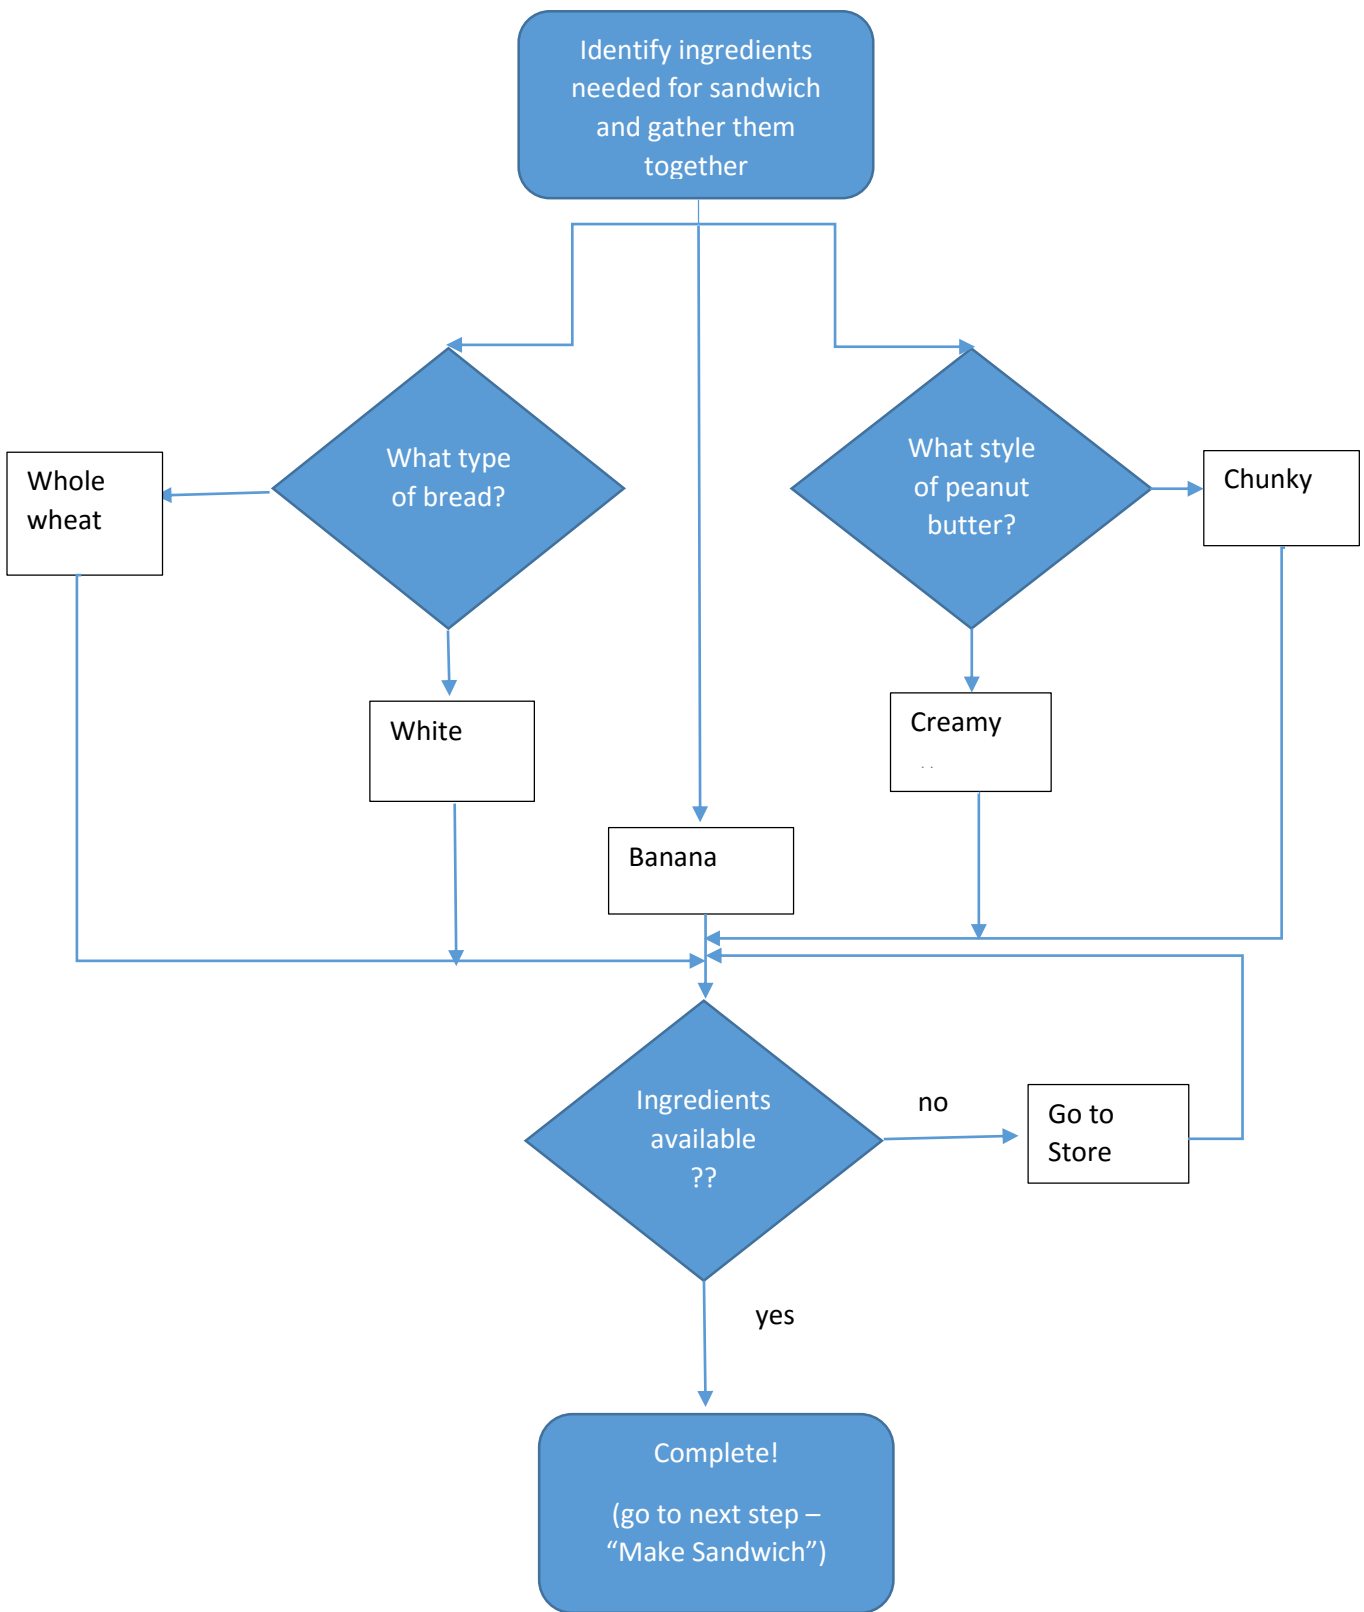 Identify ingredients
needed for sandwich
and gather them
together
What type
of bread?
What style
of peanut
butter?
Whole
wheat
Chunky
White
Creamy
Banana
Ingredients
available
??
no
Go to
Store
yes
Complete!
(go to next step –
“Make Sandwich”)